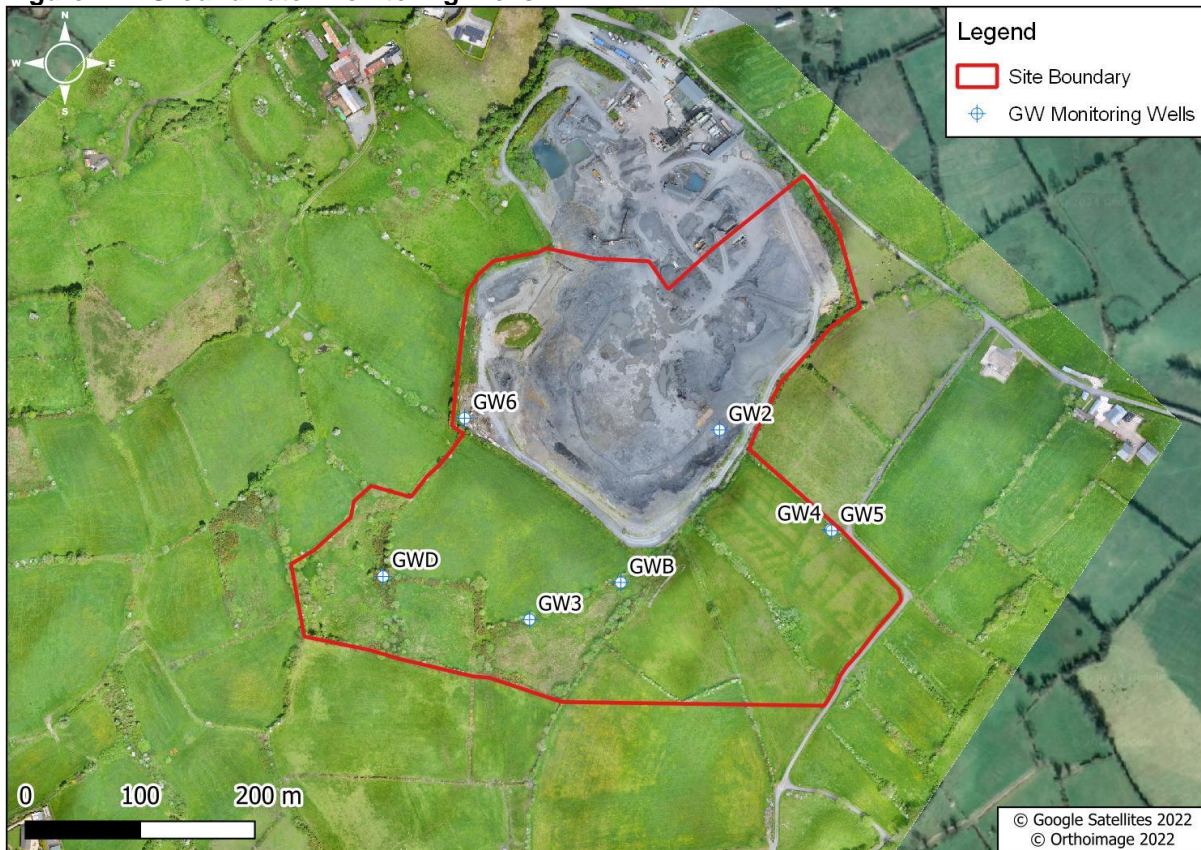 N
W E
S
Legend
Site Boundary
GW Monitoring Wells
GW6
GW2
GW4 GW5
GWD
GWB
GW3
0 100 200 m
© Google Satellites 2022
© Orthoimage 2022